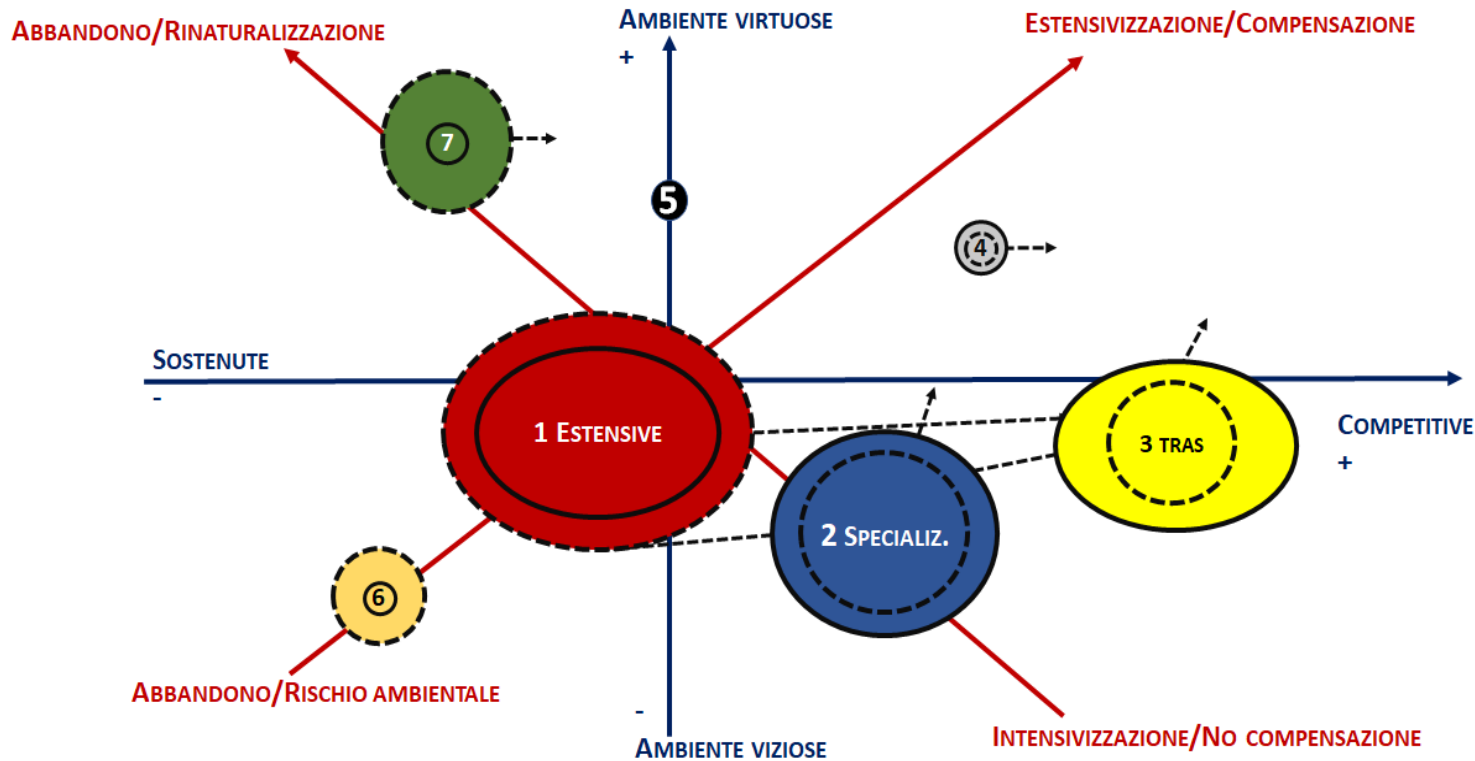 ABBANDONO/RINATURALIZZAZIONE
AMBIENTE VIRTUOSE
+
ESTENSIVIZZAZIONE/COMPENSAZIONE
7
5
4
SOSTENUTE
-
1 ESTENSIVE
3 TRAS
COMPETITIVE
+
2 SPECIALIZ.
6
ABBANDONO/RISCHIO AMBIENTALE
-
AMBIENTE VIZIOSE
INTENSIVIZZAZIONE/NO COMPENSAZIONE